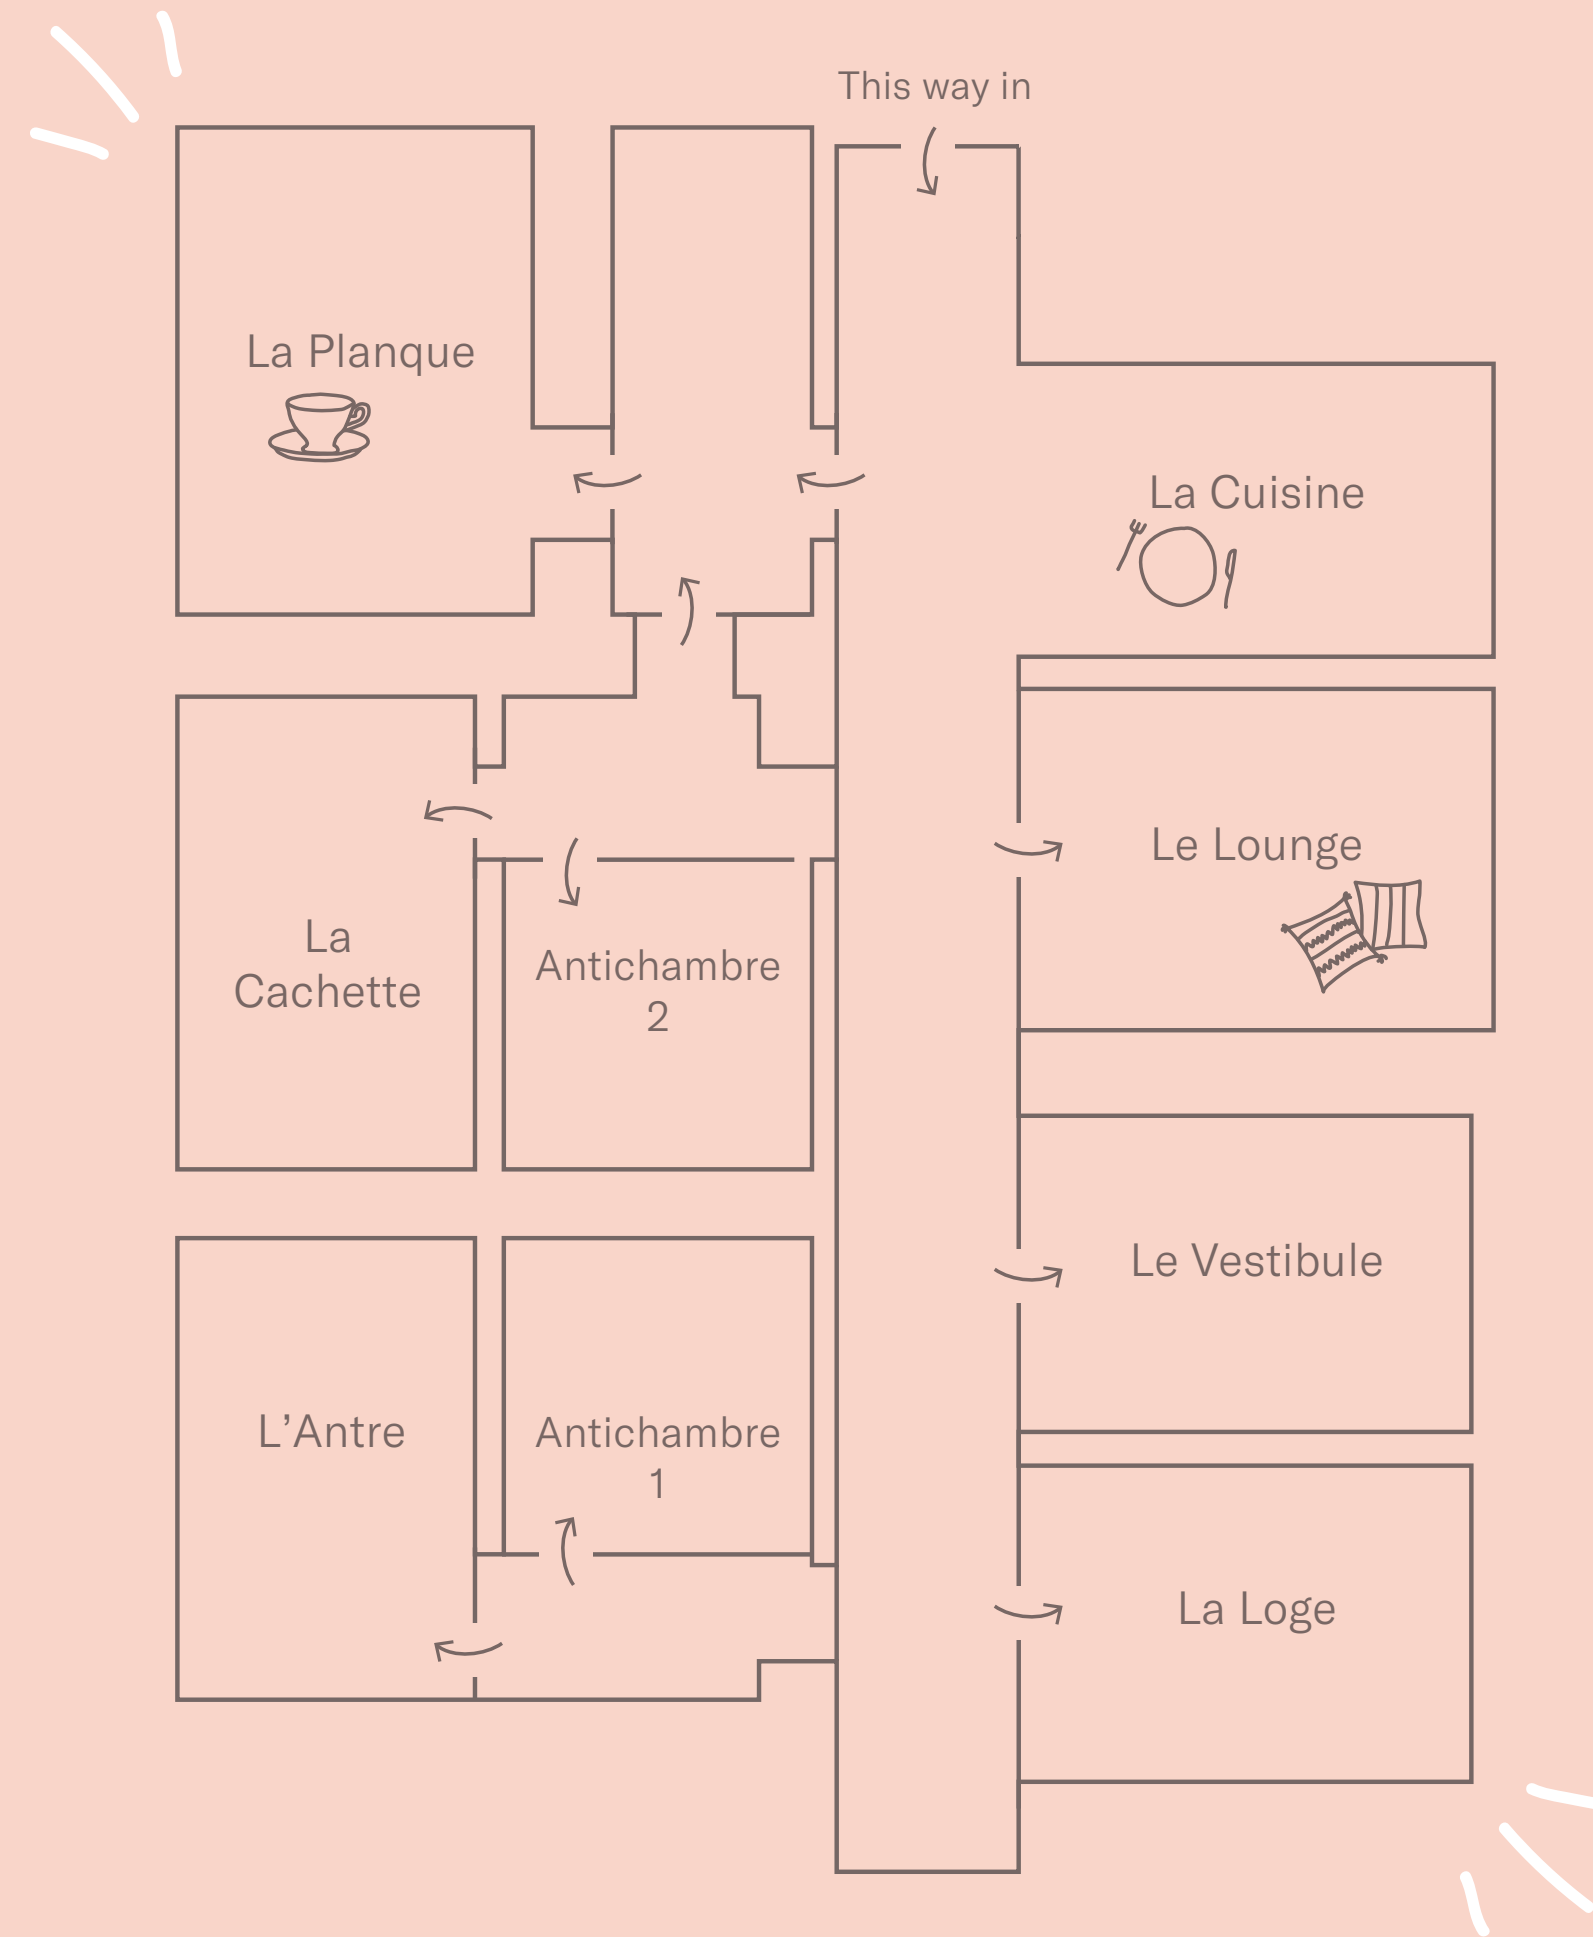 This way in
La Planque
La Cuisine
Le Lounge
La
Cachette
Antichambre
2
Le Vestibule
L’Antre
Antichambre
1
La Loge